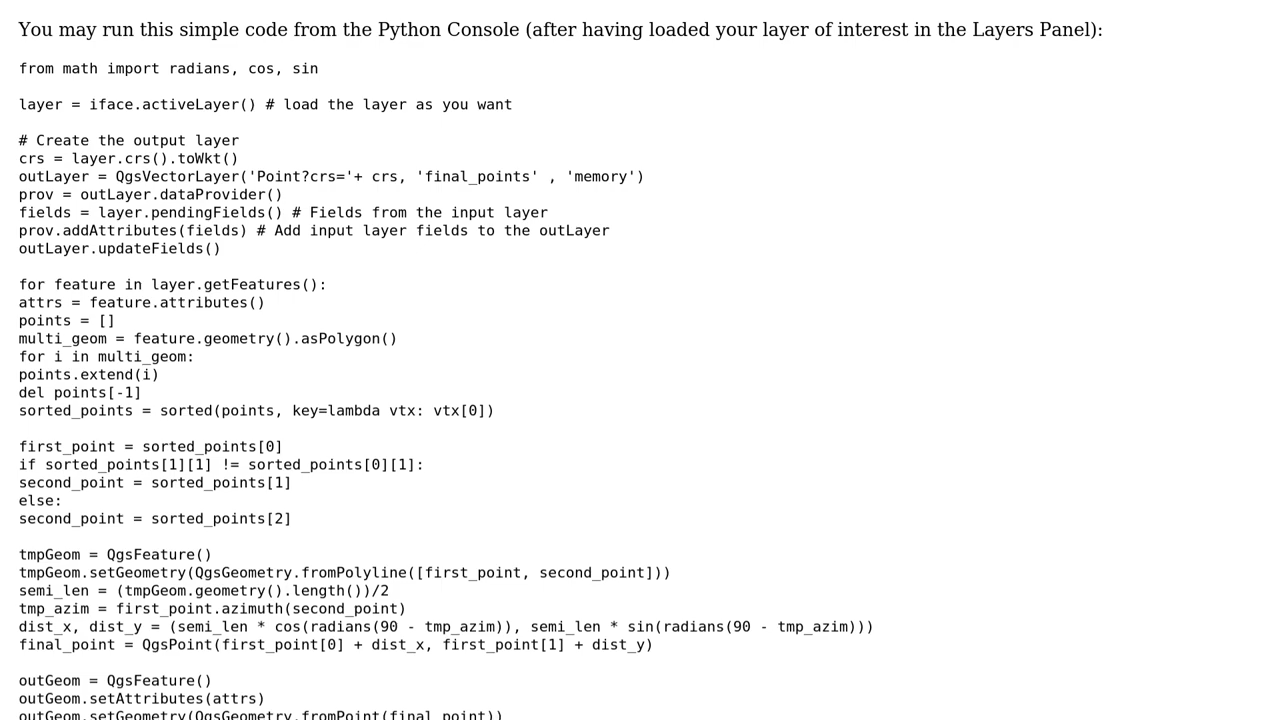 You may run this simple code from the Python Console (after having loaded your layer of interest in the Layers Panel):
from math import radians, cos, sin
layer = iface.activeLayer() # load the layer as you want
# Create the output layer
crs = layer.crs().toWkt()
outLayer = QgsVectorLayer('Point?crs='+ crs, 'final_points' , 'memory')
prov = outLayer.dataProvider()
fields = layer.pendingFields() # Fields from the input layer
prov.addAttributes(fields) # Add input layer fields to the outLayer
outLayer.updateFields()
for feature in layer.getFeatures():
attrs = feature.attributes()
points = []
multi_geom = feature.geometry().asPolygon()
for i in multi_geom:
points.extend(i)
del points[-1]
sorted_points = sorted(points, key=lambda vtx: vtx[0])
first_point = sorted_points[0]
if sorted_points[1][1] != sorted_points[0][1]:
second_point = sorted_points[1]
else:
second_point = sorted_points[2]
tmpGeom = QgsFeature()
tmpGeom.setGeometry(QgsGeometry.fromPolyline([first_point, second_point]))
semi_len = (tmpGeom.geometry().length())/2
tmp_azim = first_point.azimuth(second_point)
dist_x, dist_y = (semi_len * cos(radians(90 - tmp_azim)), semi_len * sin(radians(90 - tmp_azim)))
final_point = QgsPoint(first_point[0] + dist_x, first_point[1] + dist_y)
outGeom = QgsFeature()
outGeom.setAttributes(attrs)
outGeom.setGeometry(QgsGeometry.fromPoint(final_point))